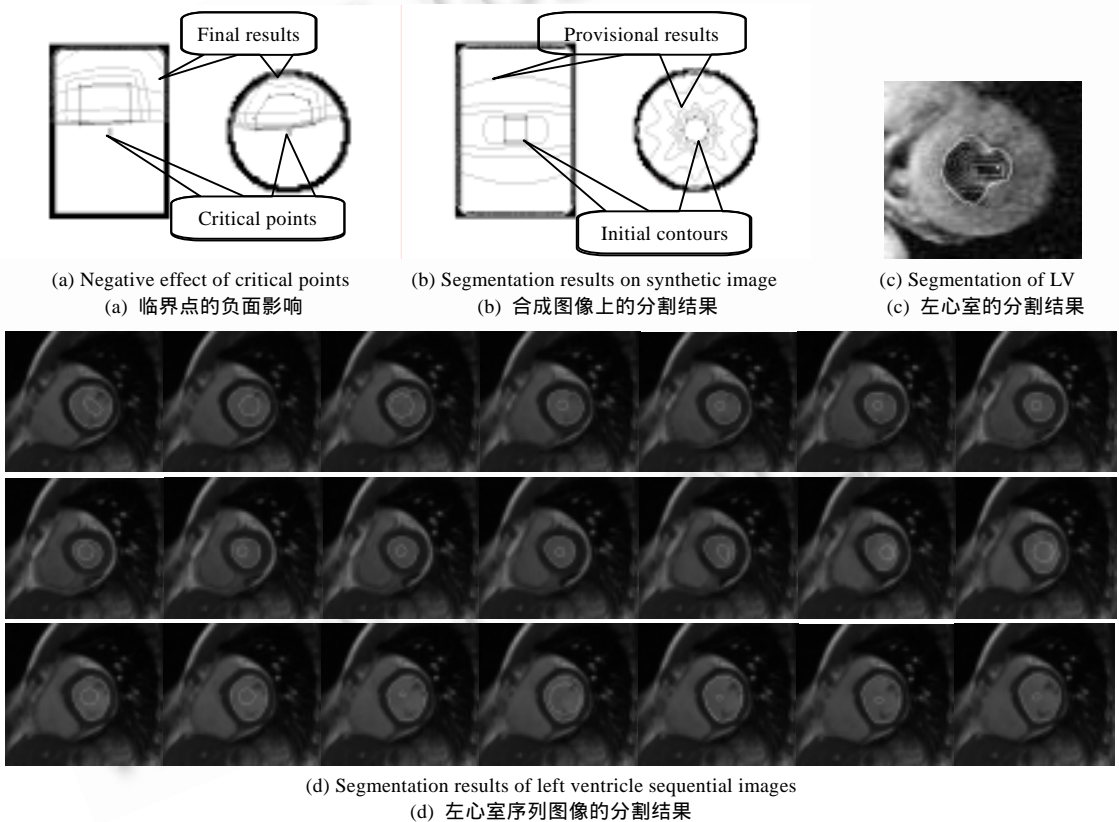 Final results
Provisional results
Critical points
Initial contours
(a) Negative effect of critical points
(a) 临界点的负面影响
(b) Segmentation results on synthetic image
(b) 合成图像上的分割结果
(c) Segmentation of LV
(c) 左心室的分割结果
(d) Segmentation results of left ventricle sequential images
(d) 左心室序列图像的分割结果